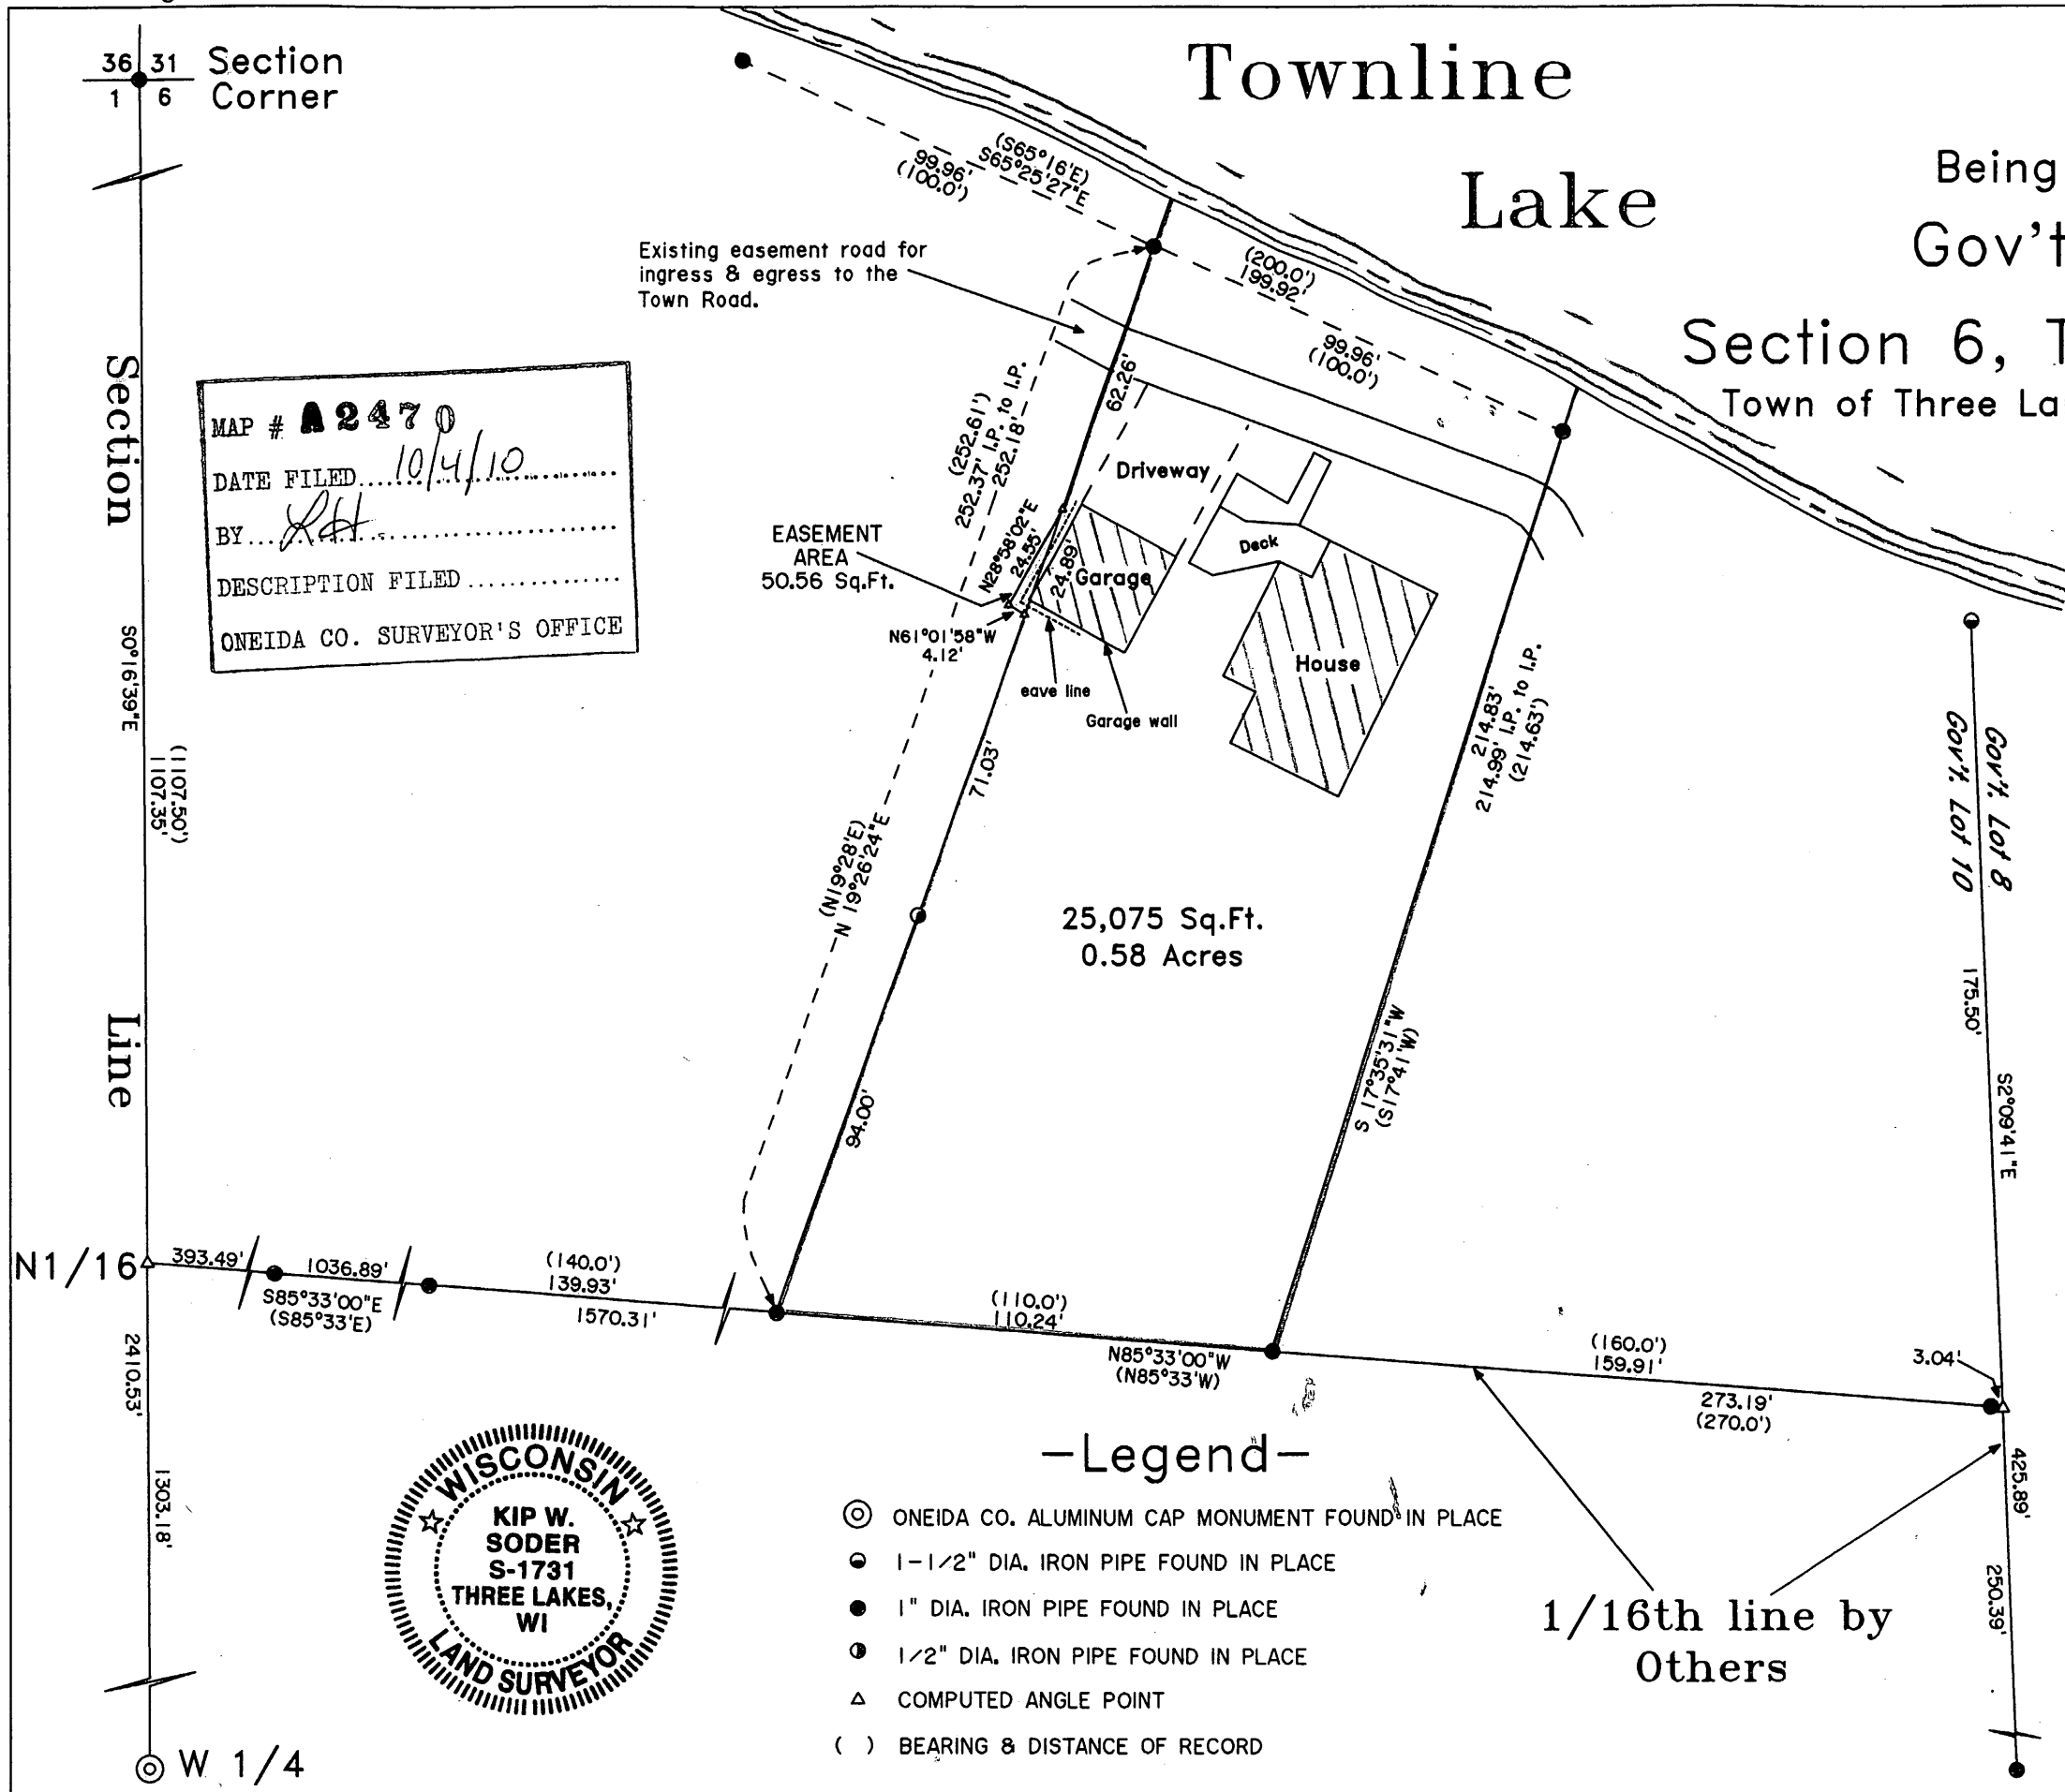 36 31 Section
1 6 Corner
Townline
Lake
Being
Gov't
Section 6, T
Town of Three La
(S65°16'E)
S65°25'27"E
99.96'
(100.0')
Existing easement road for
ingress & egress to the
Town Road.
(200.0')
199.92'
99.96'
(100.0')
MAP # A2470
DATE FILED 10/4/10
BY
DESCRIPTION FILED
ONEIDA CO. SURVEYOR'S OFFICE
Section
Line
S0°16'39"E
(1107.50')
1107.35'
(252.61')
252.37' I.P. to I.P.
252.18'
62.26'
Driveway
Deck
Garage
House
EASEMENT
AREA
50.56 Sq.Ft.
N28°58'02"E
24.55'
24.89'
N61°01'58"W
4.12'
eave line
Garage wall
71.03'
(N19°28'E)
N 19°26'24"E
94.00'
25,075 Sq.Ft.
0.58 Acres
214.83'
214.99' I.P. to I.P.
(214.63')
S 17°35'31"W
(S17°41'W)
Gov't. Lot 8
Gov't. Lot 10
175.50'
S2°09'41"E
N1/16
393.49'
1036.89'
S85°33'00"E
(S85°33'E)
(140.0')
139.93'
1570.31'
(110.0')
110.24'
N85°33'00"W
(N85°33'W)
(160.0')
159.91'
3.04'
273.19'
(270.0')
2410.53'
1303.18'
425.89'
250.39'
W 1/4
WISCONSIN
KIP W.
SODER
S-1731
THREE LAKES,
WI
LAND SURVEYOR
-Legend-
ONEIDA CO. ALUMINUM CAP MONUMENT FOUND IN PLACE
1-1/2" DIA. IRON PIPE FOUND IN PLACE
1" DIA. IRON PIPE FOUND IN PLACE
1/2" DIA. IRON PIPE FOUND IN PLACE
COMPUTED ANGLE POINT
( ) BEARING & DISTANCE OF RECORD
1/16th line by
Others